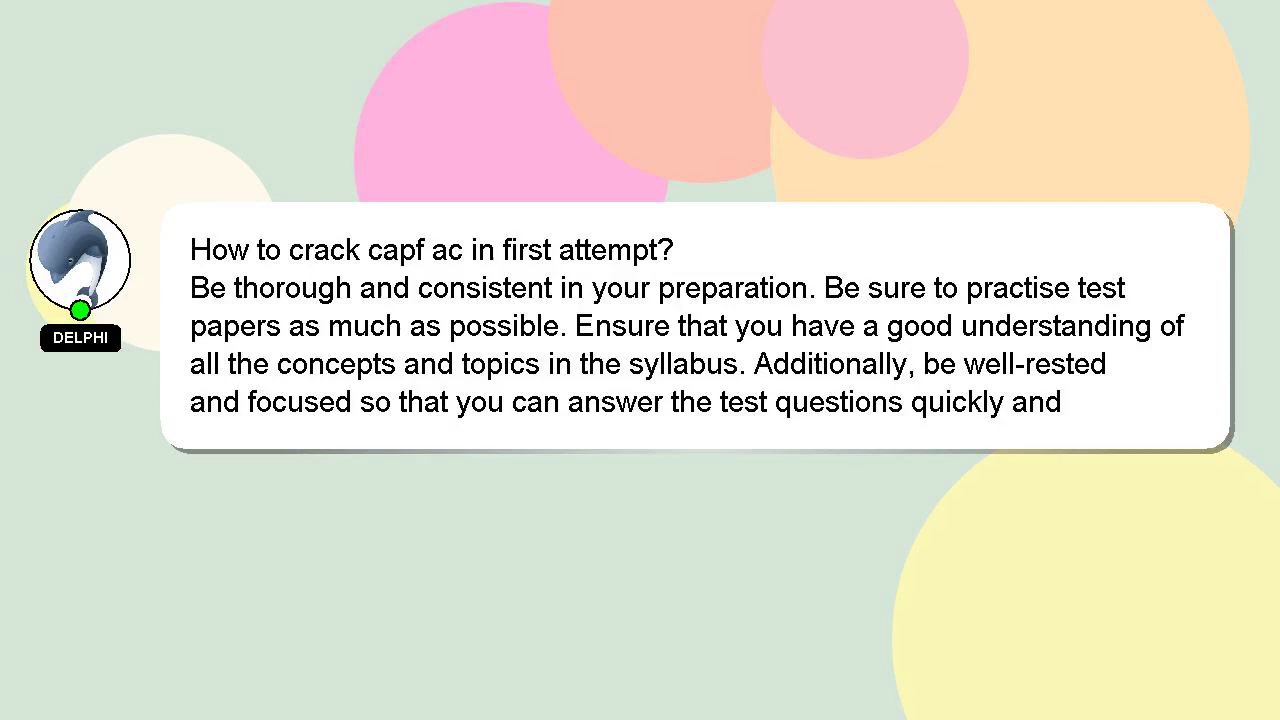 How to crack capf ac in first attempt?
Be thorough and consistent in your preparation. Be sure to practise test
papers as much as possible. Ensure that you have a good understanding of
all the concepts and topics in the syllabus. Additionally, be well-rested
and focused so that you can answer the test questions quickly and
DELPHI